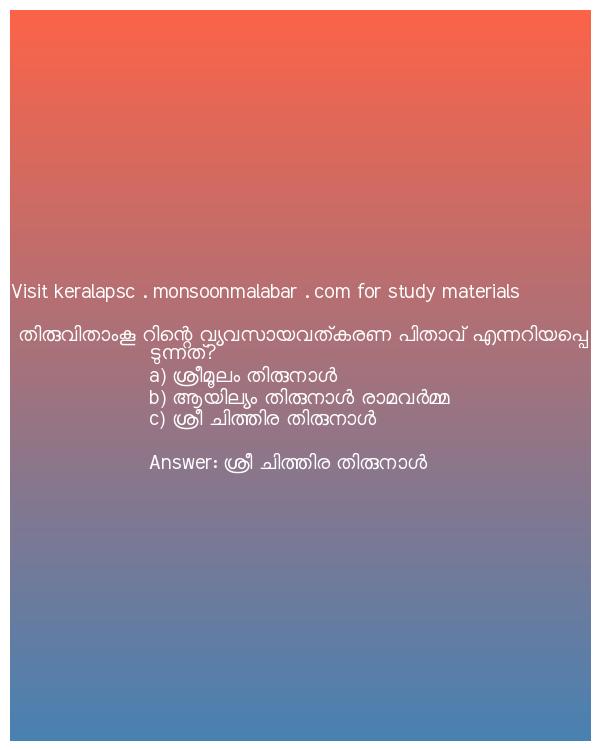 Visit keralapsc . monsoonmalabar . com for study materials
തിരുവിതാംകൂ റിന്റെ വ്യവസായവത്കരണ പിതാവ് എന്നറിയപ്പെ
ടുന്നത്?
a) ശ്രീമൂലം തിരുനാൾ
b) ആയില്യം തിരുനാൾ രാമവർമ്മ
c) ശ്രീ ചിത്തിര തിരുനാൾ
Answer: ശ്രീ ചിത്തിര തിരുനാൾ